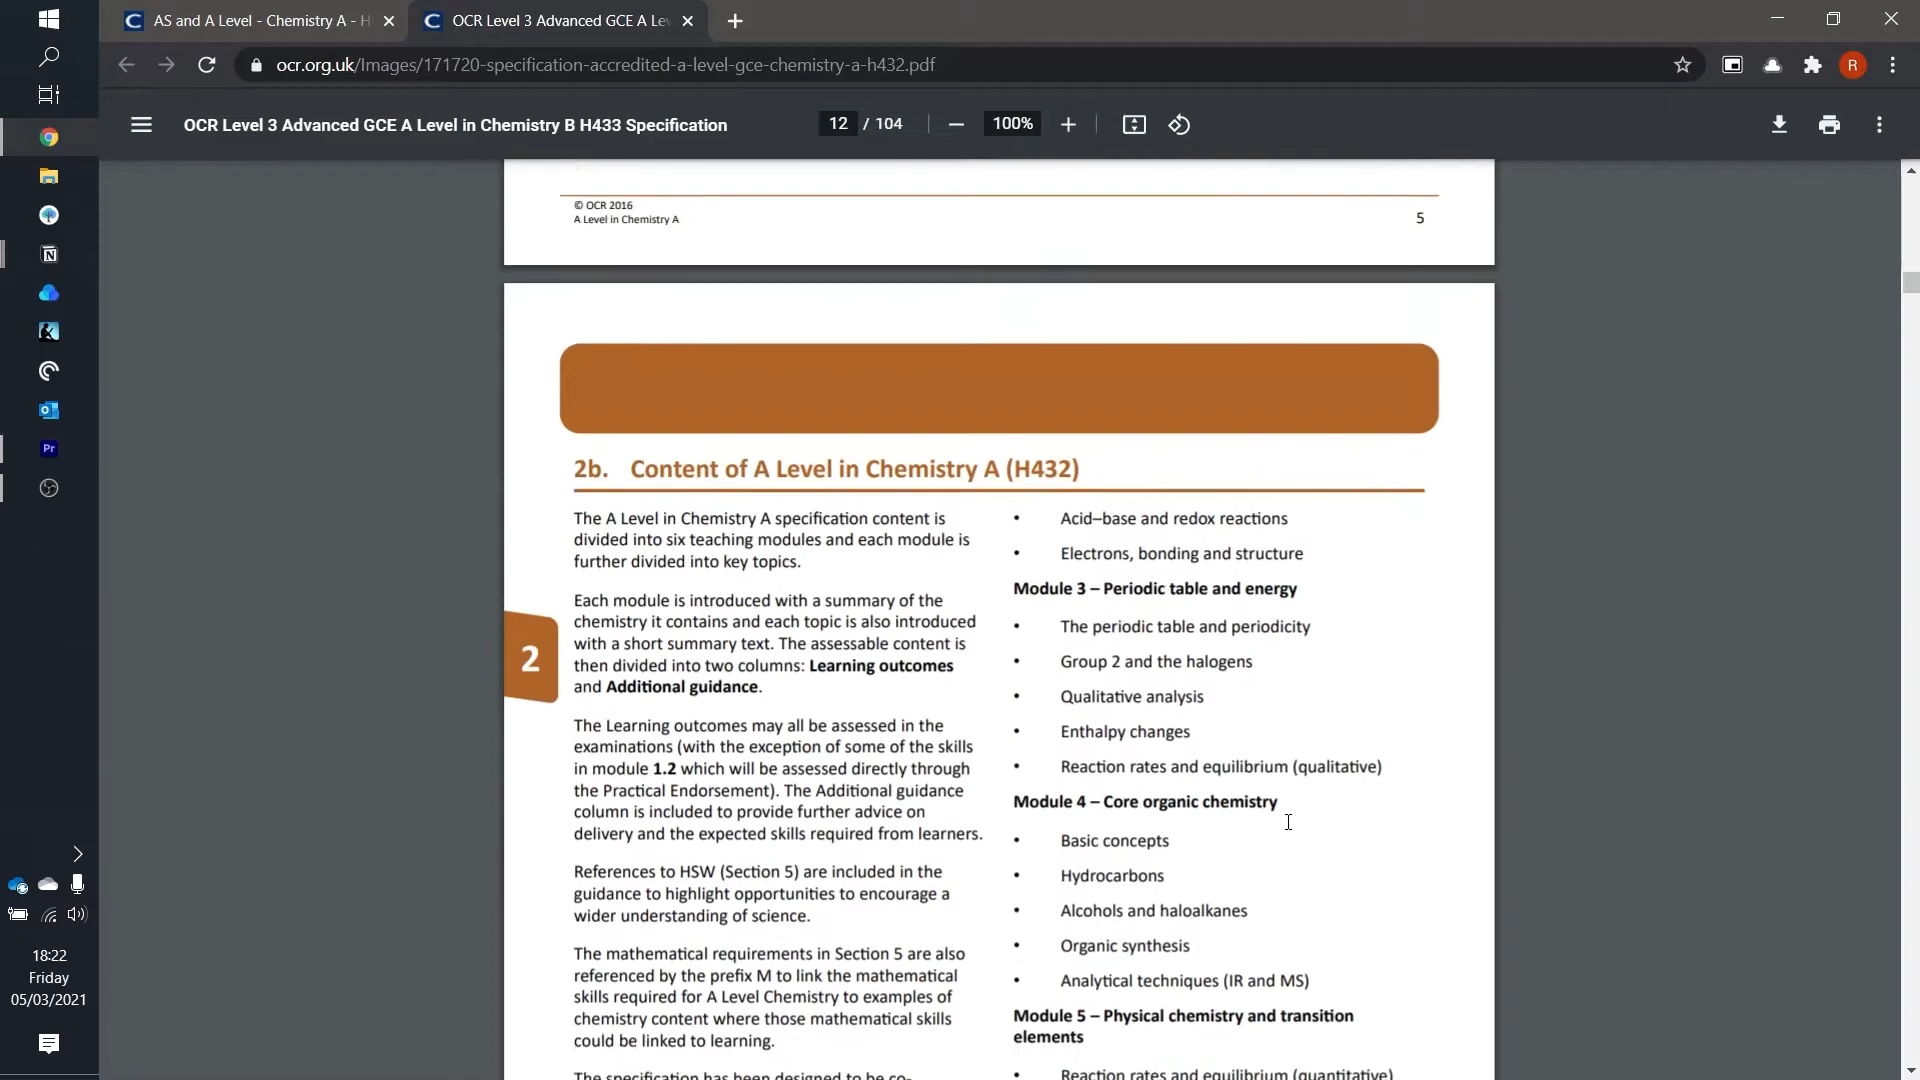 AS and A Level - Chemistry A - H
OCR Level 3 Advanced GCE A Le
ocr.org.uk/Images/171720-specification-accredited-a-level-gce-chemistry-a-h432.pdf
R
OCR Level 3 Advanced GCE A Level in Chemistry B H433 Specification
12 / 104
100%
© OCR 2016
A Level in Chemistry A
5
2b. Content of A Level in Chemistry A (H432)
The A Level in Chemistry A specification content is
divided into six teaching modules and each module is
further divided into key topics.
Each module is introduced with a summary of the
chemistry it contains and each topic is also introduced
with a short summary text. The assessable content is
then divided into two columns: Learning outcomes
and Additional guidance.
2
The Learning outcomes may all be assessed in the
examinations (with the exception of some of the skills
in module 1.2 which will be assessed directly through
the Practical Endorsement). The Additional guidance
column is included to provide further advice on
delivery and the expected skills required from learners.
References to HSW (Section 5) are included in the
guidance to highlight opportunities to encourage a
wider understanding of science.
The mathematical requirements in Section 5 are also
referenced by the prefix M to link the mathematical
skills required for A Level Chemistry to examples of
chemistry content where those mathematical skills
could be linked to learning.
The specification has been designed to be co-
• Acid–base and redox reactions
• Electrons, bonding and structure
Module 3 – Periodic table and energy
• The periodic table and periodicity
• Group 2 and the halogens
• Qualitative analysis
• Enthalpy changes
• Reaction rates and equilibrium (qualitative)
Module 4 – Core organic chemistry
• Basic concepts
• Hydrocarbons
• Alcohols and haloalkanes
• Organic synthesis
• Analytical techniques (IR and MS)
Module 5 – Physical chemistry and transition
elements
• Reaction rates and equilibrium (quantitative)
Pr
18:22
Friday
05/03/2021